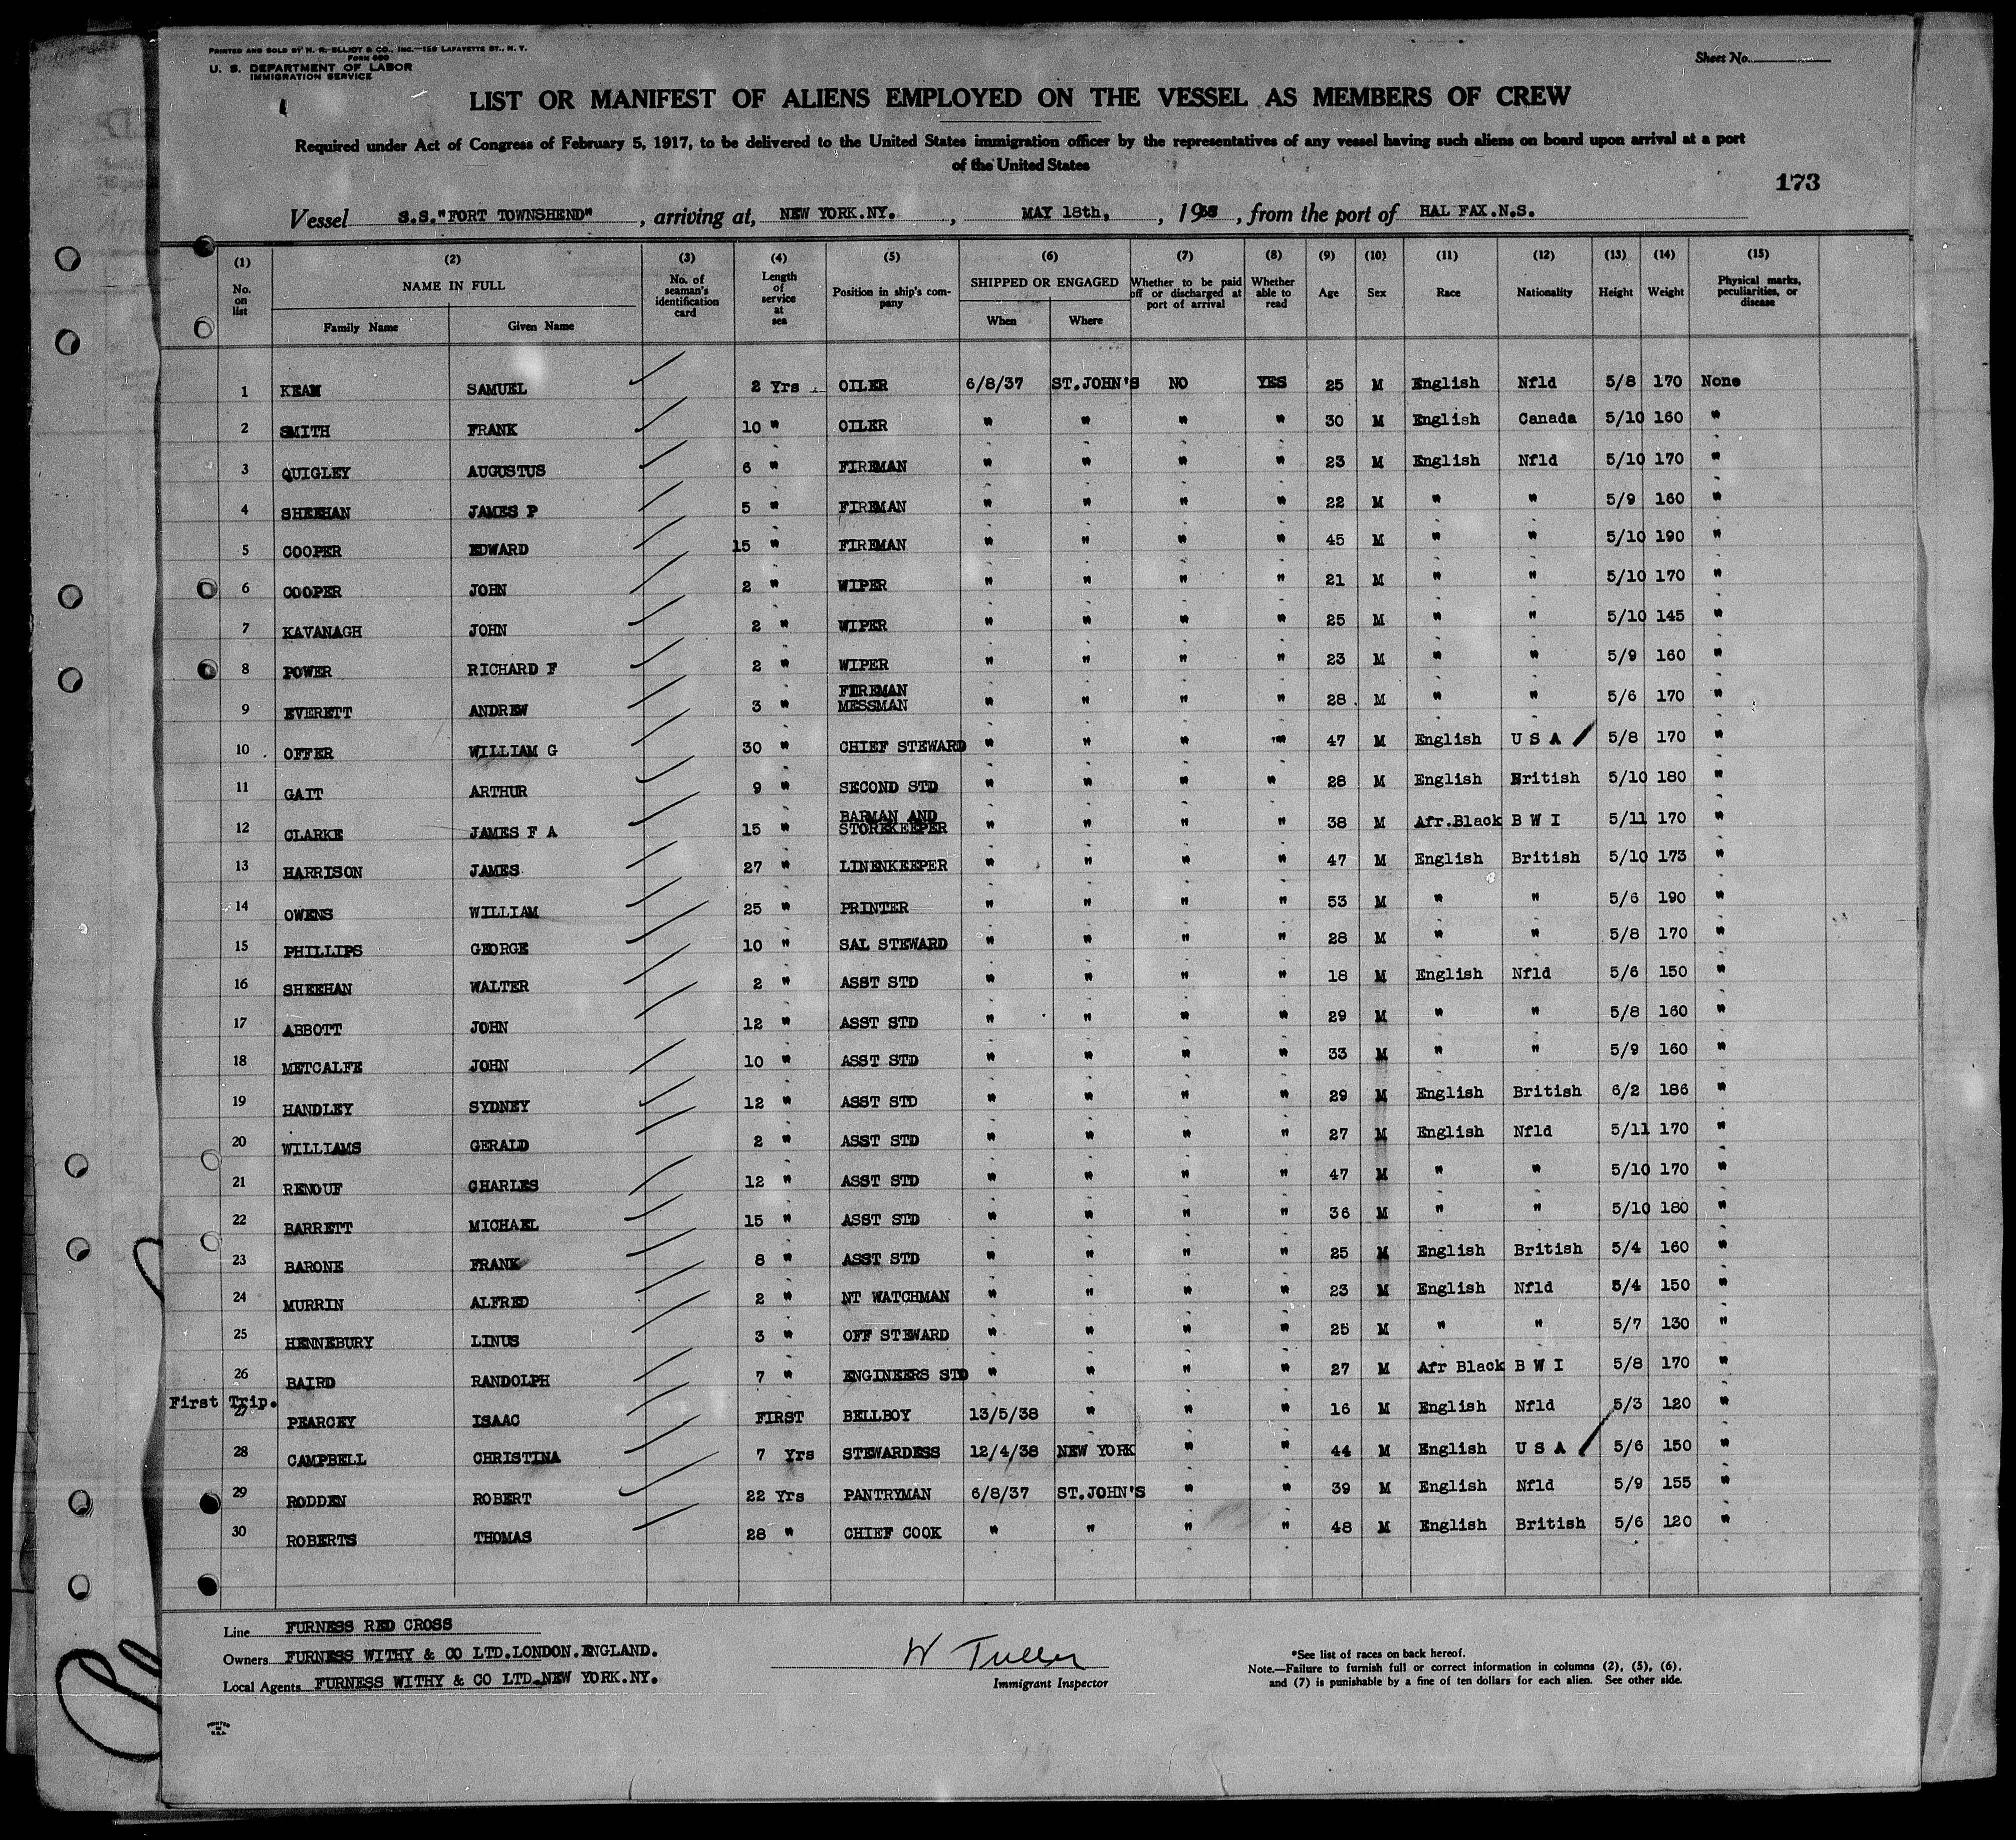 PRINTED AND SOLD BY H. R. ELLIOT & CO., INC.—150 LAFAYETTE ST., N. Y.
FORM 680
U. S. DEPARTMENT OF LABOR
IMMIGRATION SERVICE
Sheet No.
LIST OR MANIFEST OF ALIENS EMPLOYED ON THE VESSEL AS MEMBERS OF CREW
Required under Act of Congress of February 5, 1917, to be delivered to the United States immigration officer by the representatives of any vessel having such aliens on board upon arrival at a port
of the United States
173
Vessel S.S."FORT TOWNSHEND", arriving at, NEW YORK.NY., MAY 18th, , 1938, from the port of HAL FAX.N.S.
(1) (2) (3) (4) (5) (6) (7) (8) (9) (10) (11) (12) (13) (14) (15)
No. on list NAME IN FULL Family Name Given Name No. of seaman's identification card Length of service at sea Position in ship's company SHIPPED OR ENGAGED When Where Whether to be paid off or discharged at port of arrival Whether able to read Age Sex Race Nationality Height Weight Physical marks, peculiarities, or disease
1 KEAN SAMUEL 2 Yrs OILER 6/8/37 ST.JOHN'S NO YES 25 M English Nfld 5/8 170 None
2 SMITH FRANK 10 " OILER " " " " 30 M English Canada 5/10 160 "
3 QUIGLEY AUGUSTUS 6 " FIREMAN " " " " 23 M English Nfld 5/10 170 "
4 SHEEHAN JAMES P 5 " FIREMAN " " " " 22 M " " 5/9 160 "
5 COOPER EDWARD 15 " FIREMAN " " " " 45 M " " 5/10 190 "
6 COOPER JOHN 2 " WIPER " " " " 21 M " " 5/10 170 "
7 KAVANAGH JOHN 2 " WIPER " " " " 25 M " " 5/10 145 "
8 POWER RICHARD F 2 " WIPER " " " " 23 M " " 5/9 160 "
9 EVERETT ANDREW 3 " FIREMAN MESSMAN " " " " 28 M " " 5/6 170 "
10 OFFER WILLIAM G 30 " CHIEF STEWARD " " " " 47 M English U S A 5/8 170 "
11 GAIT ARTHUR 9 " SECOND STD " " " " 28 M English British 5/10 180 "
12 CLARKE JAMES F A 15 " BARMAN AND STOREKEEPER " " " " 38 M Afr.Black B W I 5/11 170 "
13 HARRISON JAMES 27 " LINENKEEPER " " " " 47 M English British 5/10 173 "
14 OWENS WILLIAM 25 " PRINTER " " " " 53 M " " 5/6 190 "
15 PHILLIPS GEORGE 10 " SAL STEWARD " " " " 28 M " " 5/8 170 "
16 SHEEHAN WALTER 2 " ASST STD " " " " 18 M English Nfld 5/6 150 "
17 ABBOTT JOHN 12 " ASST STD " " " " 29 M " " 5/8 160 "
18 METCALFE JOHN 10 " ASST STD " " " " 33 M " " 5/9 160 "
19 HANDLEY SYDNEY 12 " ASST STD " " " " 29 M English British 6/2 186 "
20 WILLIAMS GERALD 2 " ASST STD " " " " 27 M English Nfld 5/11 170 "
21 RENOUF CHARLES 12 " ASST STD " " " " 47 M " " 5/10 170 "
22 BARRETT MICHAEL 15 " ASST STD " " " " 36 M " " 5/10 180 "
23 BARONE FRANK 8 " ASST STD " " " " 25 M English British 5/4 160 "
24 MURRIN ALFRED 2 " NT WATCHMAN " " " " 23 M English Nfld 5/4 150 "
25 HENNEBURY LINUS 3 " OFF STEWARD " " " " 25 M " " 5/7 130 "
26 BAIRD RANDOLPH 7 " ENGINEERS STD " " " " 27 M Afr Black B W I 5/8 170 "
First Trip.
27 PEARCEY ISAAC FIRST BELLBOY 13/5/38 " " " 16 M English Nfld 5/3 120 "
28 CAMPBELL CHRISTINA 7 Yrs STEWARDESS 12/4/38 NEW YORK " " 44 M English U S A 5/6 150 "
29 RODDEN ROBERT 22 Yrs PANTRYMAN 6/8/37 ST.JOHN'S " " 39 M English Nfld 5/9 155 "
30 ROBERTS THOMAS 28 " CHIEF COOK " " " " 48 M English British 5/6 120 "
Line FURNESS RED CROSS
Owners FURNESS WITHY & CO LTD.LONDON.ENGLAND.
Local Agents FURNESS WITHY & CO LTD.NEW YORK.NY.
W Tuller
Immigrant Inspector
*See list of races on back hereof.
Note.—Failure to furnish full or correct information in columns (2), (5), (6),
and (7) is punishable by a fine of ten dollars for each alien. See other side.
PRINTED
IN
U.S.A.